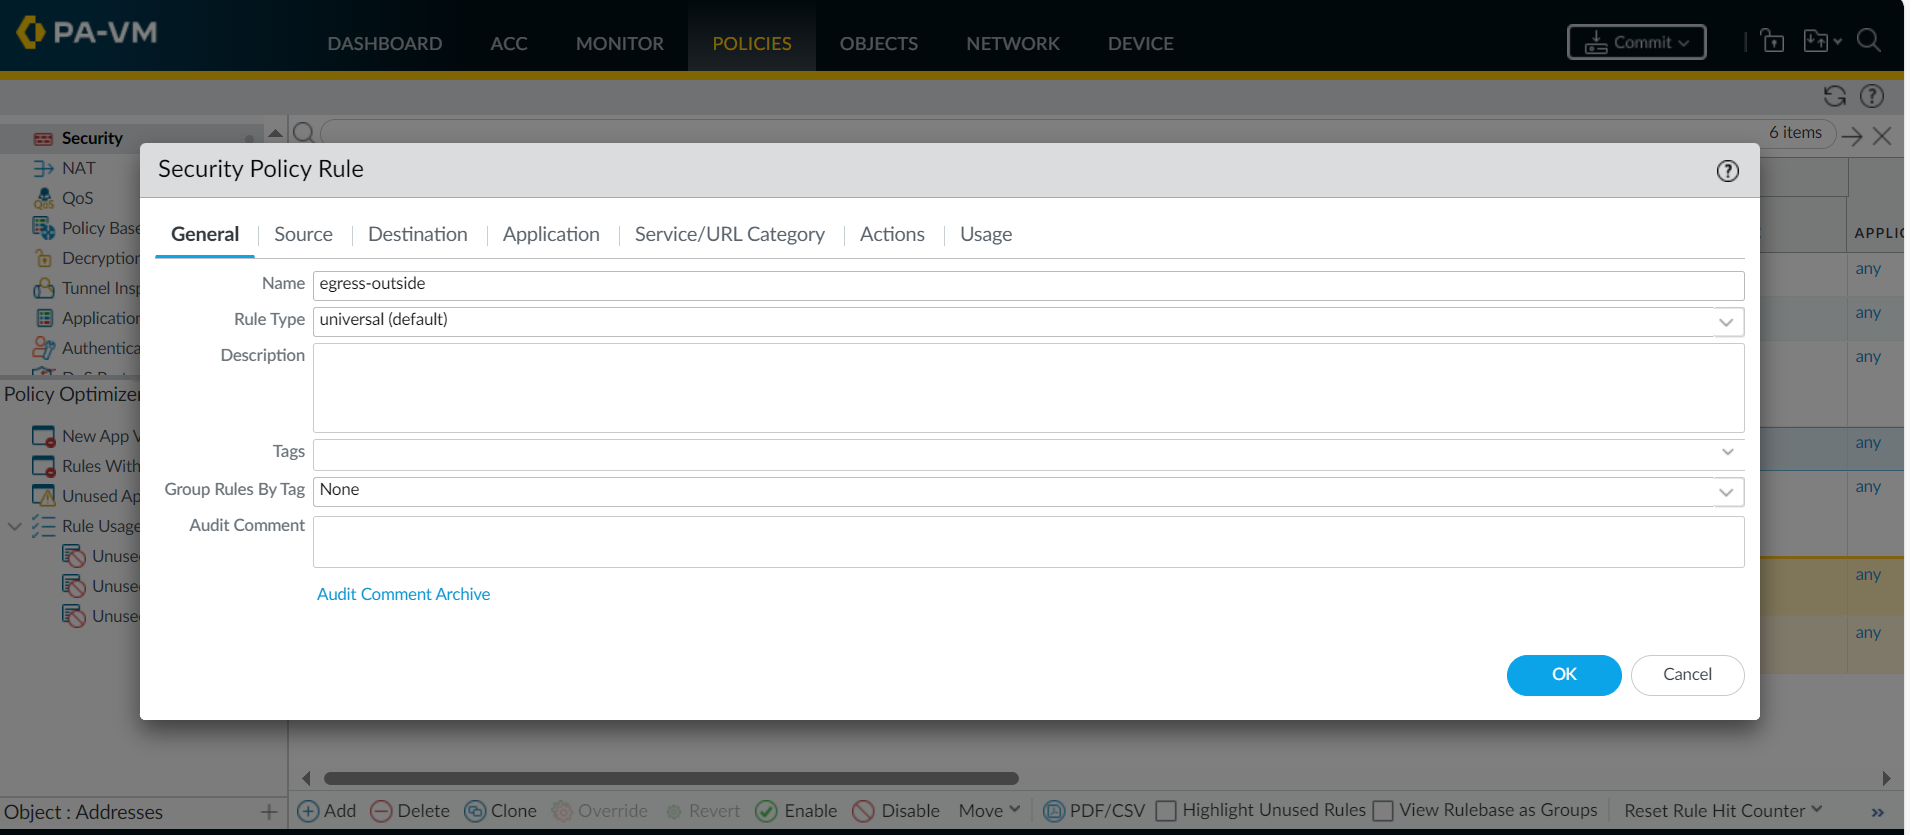 PA-VM
DASHBOARD ACC MONITOR POLICIES OBJECTS NETWORK DEVICE Commit
Security
6 items
NAT
QoS
Policy Base
Decryption
Tunnel Insp
Application
Authentica
Policy Optimizer
New App V
Rules With
Unused Ap
Rule Usage
Unused
Unused
Unused
Object : Addresses
Security Policy Rule
General Source Destination Application Service/URL Category Actions Usage
Name egress-outside
Rule Type universal (default)
Description
Tags
Group Rules By Tag None
Audit Comment
Audit Comment Archive
OK Cancel
APPLIC
any
any
any
any
any
any
any
Add Delete Clone Override Revert Enable Disable Move PDF/CSV Highlight Unused Rules View Rulebase as Groups Reset Rule Hit Counter »